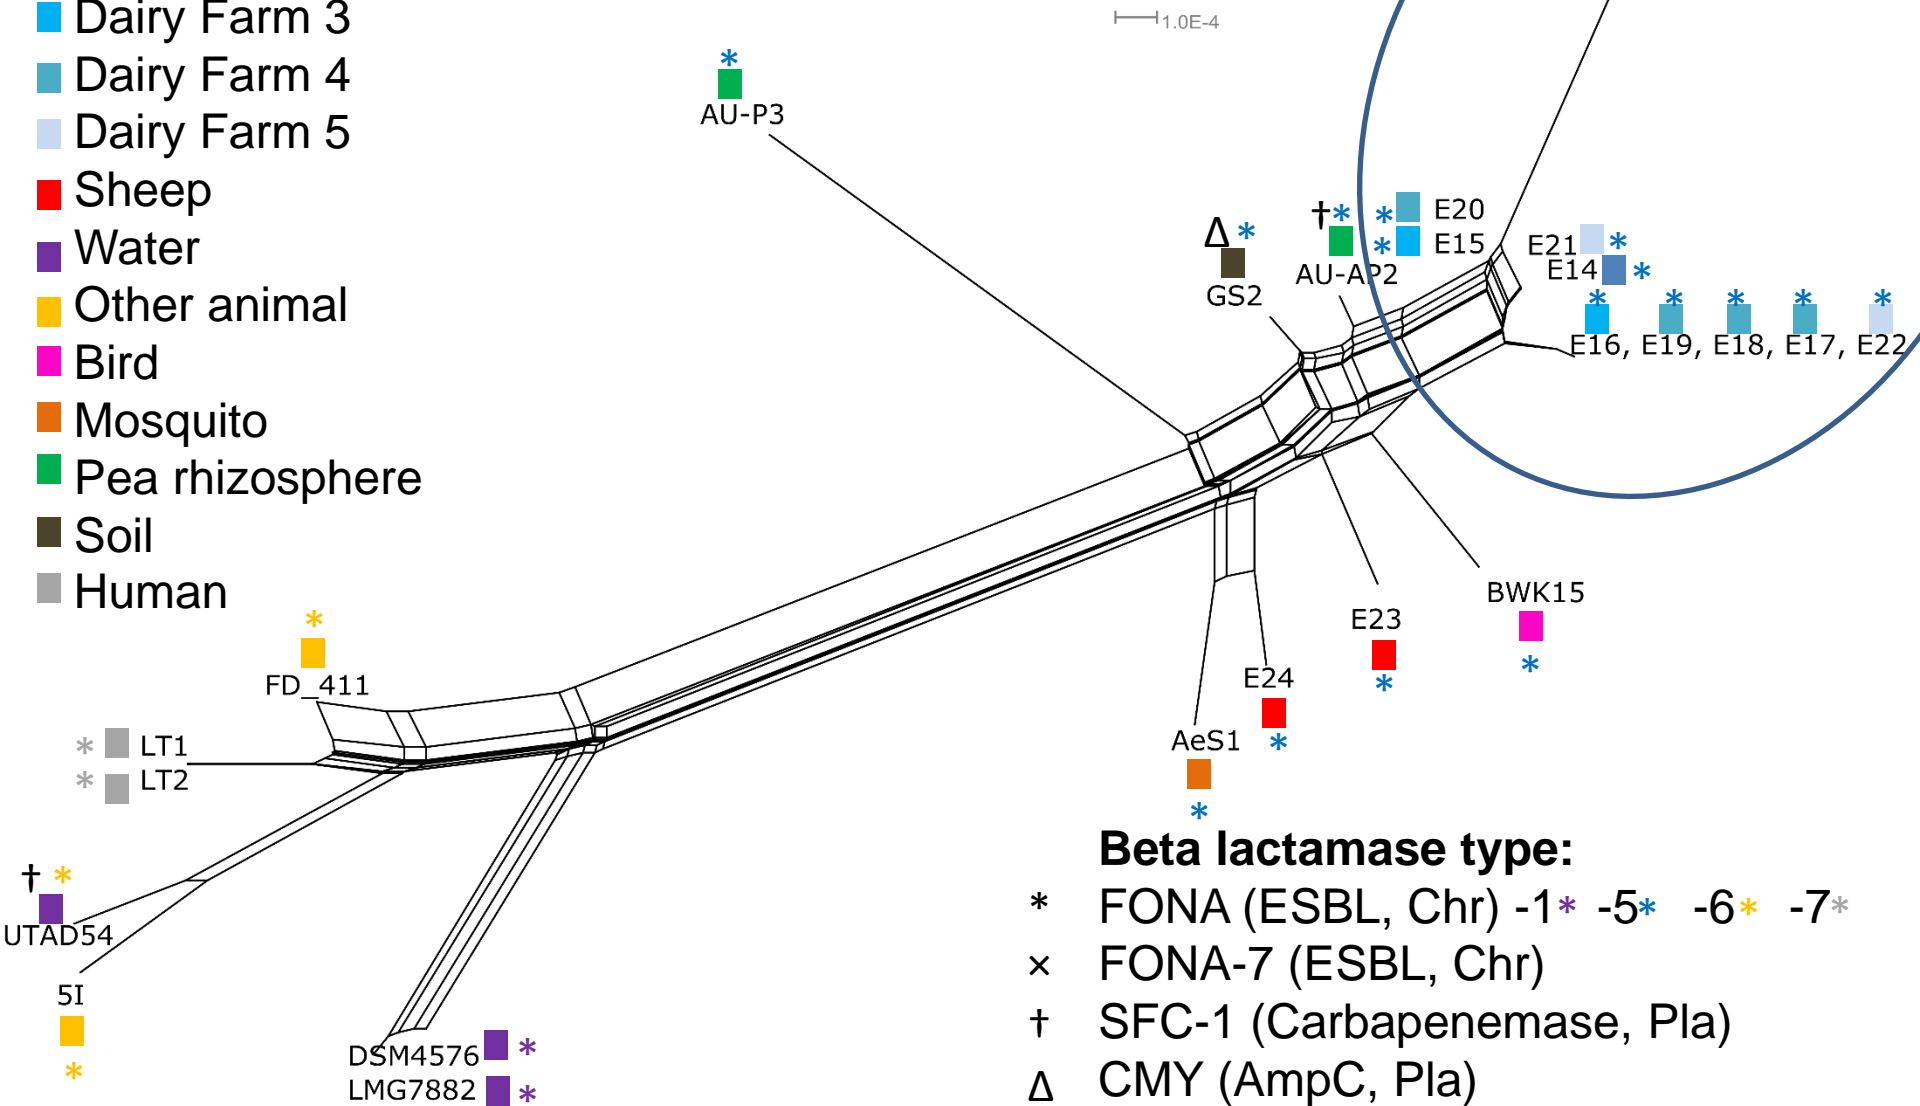 Dairy Farm 3
Dairy Farm 4
Dairy Farm 5
Sheep
Water
Other animal
Bird
Mosquito
Pea rhizosphere
Soil
Human
1.0E-4
*
AU-P3
Δ *
GS2
†*
AU-AP2
* E20
* E15
E21 *
E14 *
* * * * *
E16, E19, E18, E17, E22
BWK15
*
E23
*
E24
*
AeS1
*
*
FD_411
* LT1
* LT2
† *
UTAD54
5I
*
DSM4576 *
LMG7882 *
Beta lactamase type:
* FONA (ESBL, Chr) -1* -5* -6* -7*
× FONA-7 (ESBL, Chr)
† SFC-1 (Carbapenemase, Pla)
Δ CMY (AmpC, Pla)